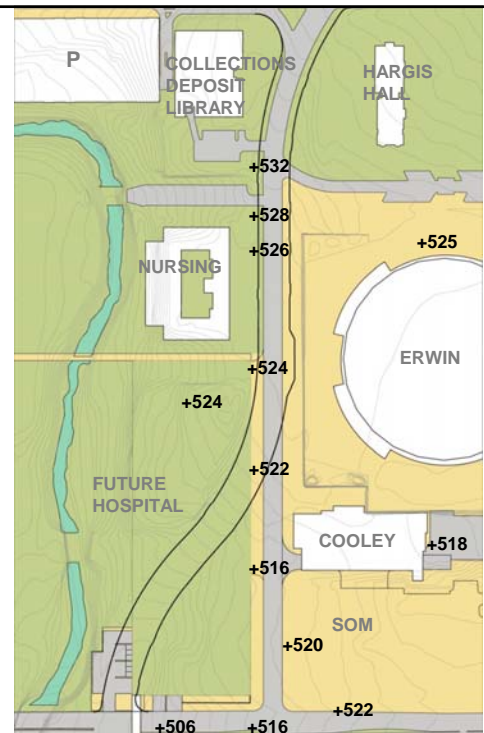 P
COLLECTIONS
DEPOSIT
LIBRARY
HARGIS
HALL
+532
+528
+526
+525
NURSING
ERWIN
+524
+524
+522
FUTURE
HOSPITAL
COOLEY
+518
+516
SOM
+520
+522
+506
+516